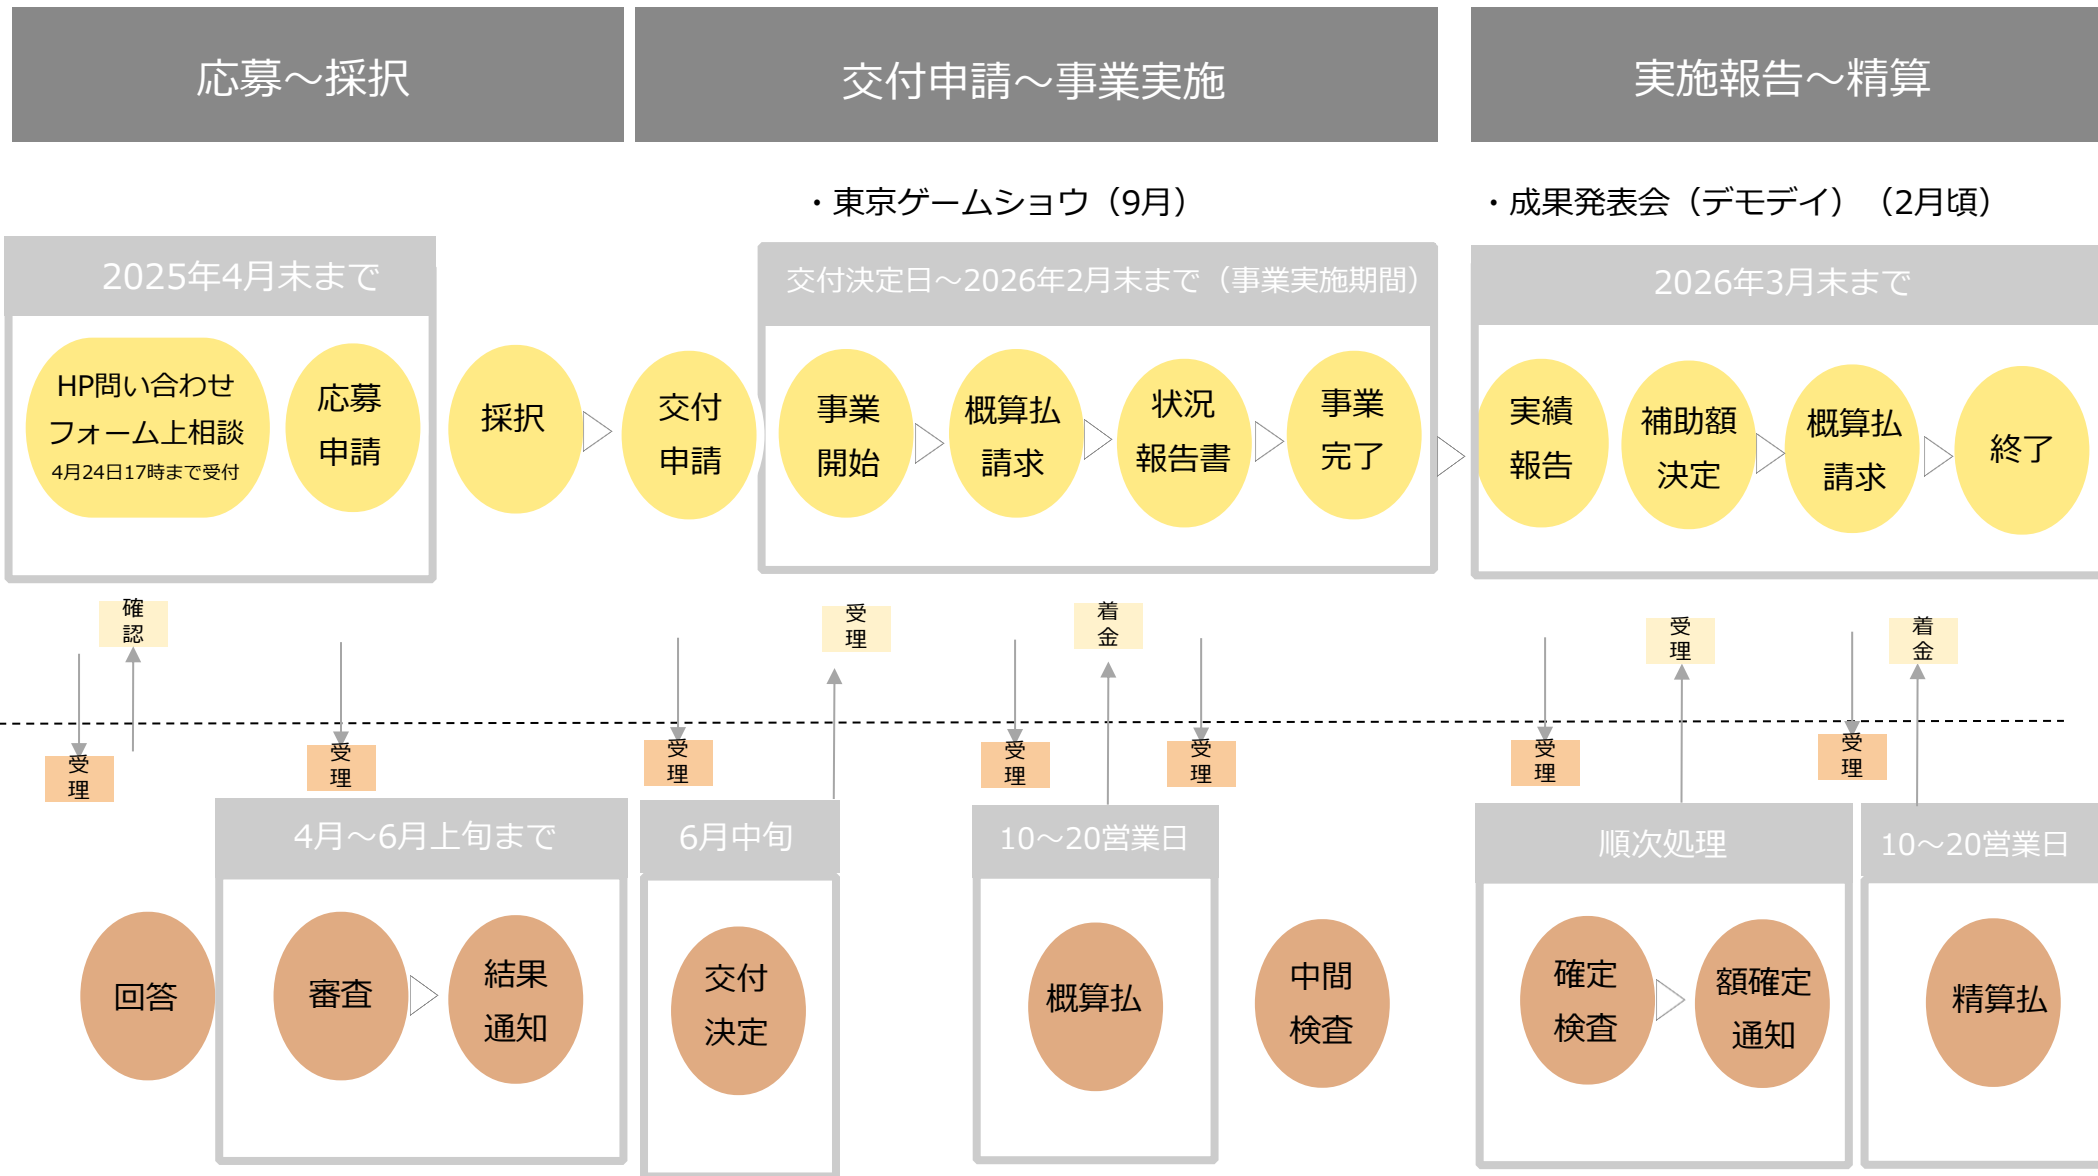 応募～採択
交付申請～事業実施
実施報告～精算
・東京ゲームショウ（9月）
・成果発表会（デモデイ）（2月頃）
2025年4月末まで
交付決定日～2026年2月末まで（事業実施期間）
2026年3月末まで
HP問い合わせ
フォーム上相談
4月24日17時まで受付
応募
申請
採択
交付
申請
事業
開始
概算払
請求
状況
報告書
事業
完了
実績
報告
補助額
決定
概算払
請求
終了
確
認
受
理
着
金
受
理
着
金
受
理
受
理
受
理
受
理
受
理
受
理
受
理
4月～6月上旬まで
6月中旬
10～20営業日
順次処理
10～20営業日
回答
審査
結果
通知
交付
決定
概算払
中間
検査
確定
検査
額確定
通知
精算払